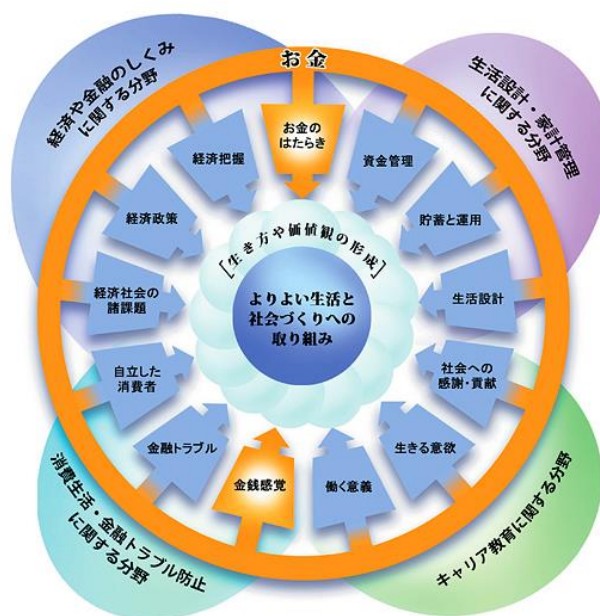 お金
経済や金融のしくみ
に関する分野
生活設計・家計管理
に関する分野
お金の
はたらき
資金管理
貯蓄と運用
生活設計
社会への
感謝・貢献
生きる意欲
働く意義
金銭感覚
金融トラブル
自立した
消費者
経済社会の
諸課題
経済政策
経済把握
[生き方や価値観の形成]
よりよい生活と
社会づくりへの
取り組み
消費生活・金融トラブル防止
に関する分野
キャリア教育に関する分野